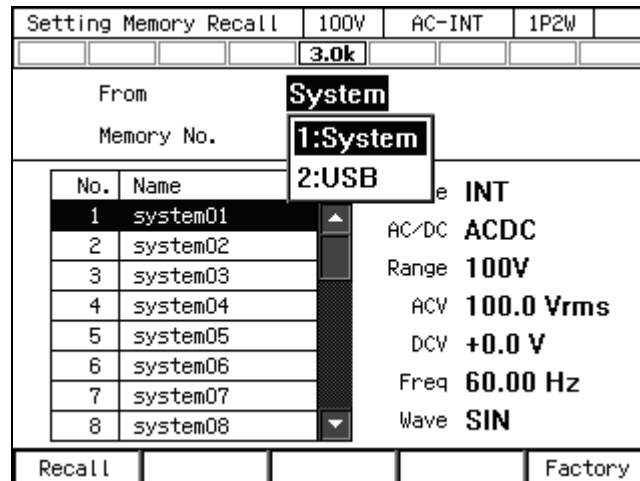 Setting Memory Recall 100V AC-INT 1P2W
3.0k
From System
Memory No.
1:System
2:USB
No. Name
1 system01
2 system02
3 system03
4 system04
5 system05
6 system06
7 system07
8 system08
e INT
AC/DC ACDC
Range 100V
ACV 100.0 Vrms
DCV +0.0 V
Freq 60.00 Hz
Wave SIN
Recall Factory